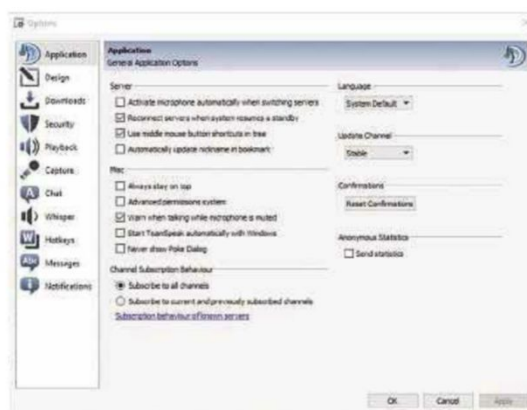 Options
Application
Design
Downloads
Security
Playback
Capture
Chat
Whisper
Hotkeys
Messages
Notifications
Application
General Application Options
Server
Activate microphone automatically when switching servers
Reconnect servers when system resumes a standby
Use middle mouse button shortcuts in tree
Automatically update nickname in bookmark
Misc
Always stay on top
Advanced permissions system
Warn when talking while microphone is muted
Start TeamSpeak automatically with Windows
Never show Poke Dialog
Channel Subscription Behaviour
Subscribe to all channels
Subscribe to current and previously subscribed channels
Subscription behaviour of known servers
Language
System Default
Update Channel
Stable
Confirmations
Reset Confirmations
Anonymous Statistics
Send statistics
OK
Cancel
Apply